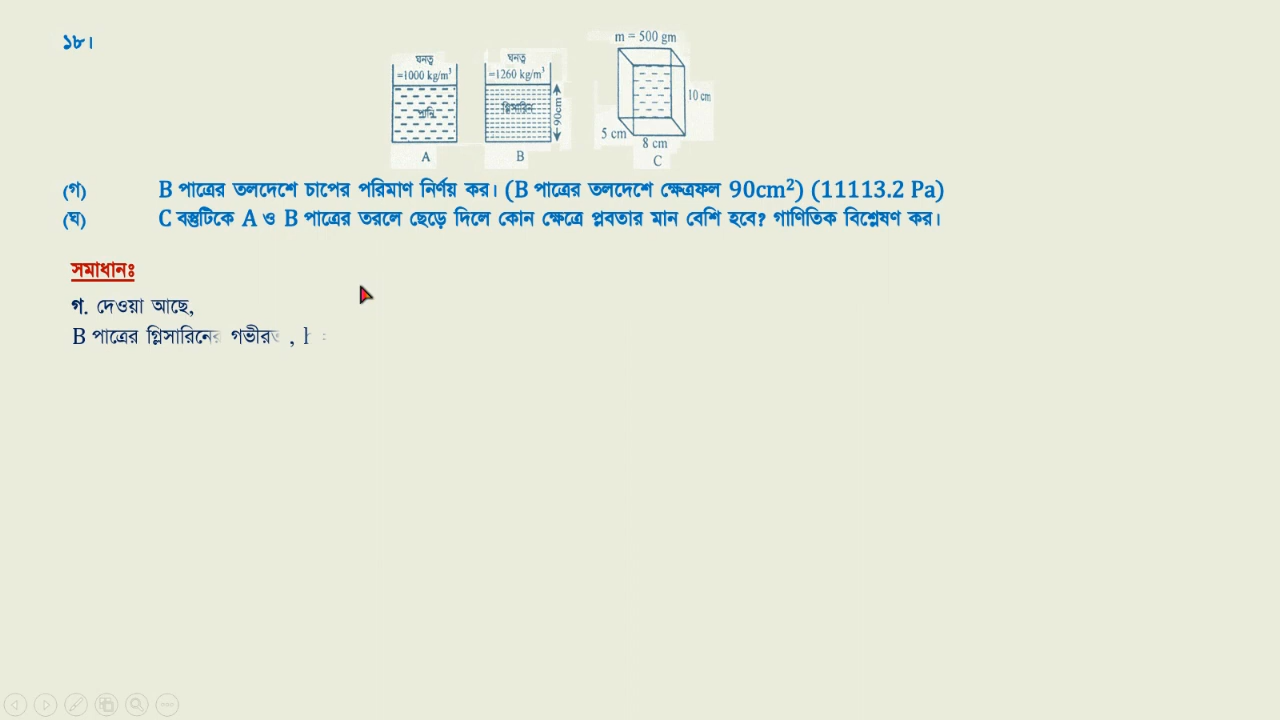 ১৮।
m = 500 gm
ঘনত্ব
ঘনত্ব
=1000 kg/m³
=1260 kg/m³
পানি
গ্লিসারিন
90cm
10 cm
5 cm
8 cm
A
B
C
(গ) B পাত্রের তলদেশে চাপের পরিমাণ নির্ণয় কর। (B পাত্রের তলদেশে ক্ষেত্রফল 90cm²) (11113.2 Pa)
(ঘ) C বস্তুটিকে A ও B পাত্রের তরলে ছেড়ে দিলে কোন ক্ষেত্রে প্লবতার মান বেশি হবে? গাণিতিক বিশ্লেষণ কর।
সমাধানঃ
গ. দেওয়া আছে,
B পাত্রের গ্লিসারিনের গভীরতা , h =